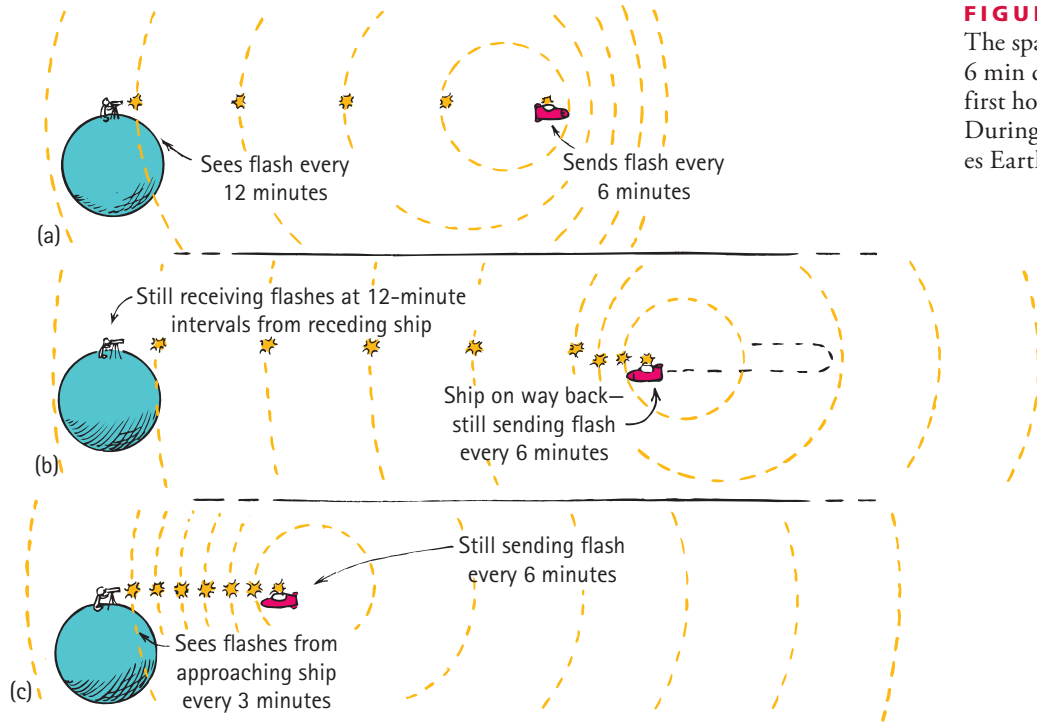 FIGU
The spa
6 min
first ho
During
es Earth
Sees flash every
12 minutes
Sends flash every
6 minutes
(a)
Still receiving flashes at 12-minute
intervals from receding ship
Ship on way back—
still sending flash
every 6 minutes
(b)
Still sending flash
every 6 minutes
Sees flashes from
approaching ship
every 3 minutes
(c)